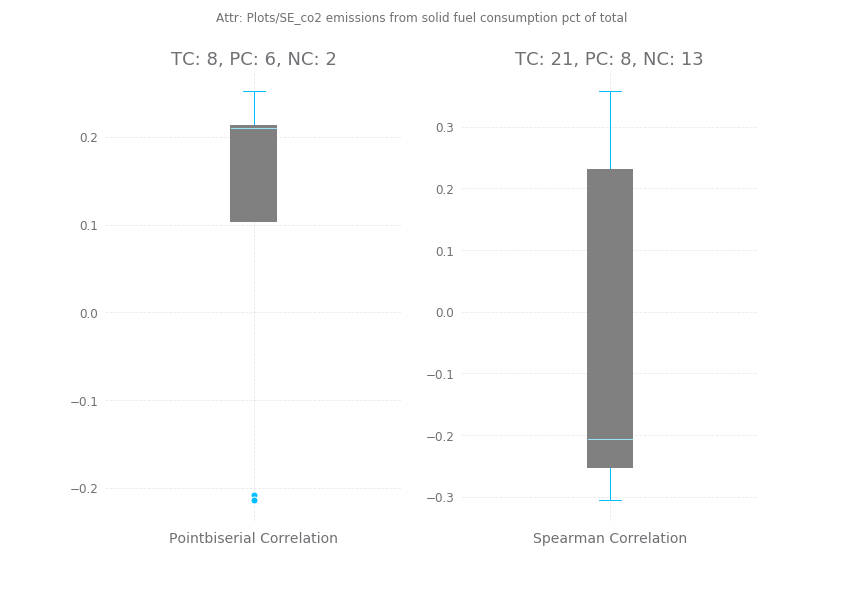 Attr: Plots/SE_co2 emissions from solid fuel consumption pct of total
TC: 8, PC: 6, NC: 2
0.2
0.1
0.0
−0.1
−0.2
Pointbiserial Correlation
TC: 21, PC: 8, NC: 13
0.3
0.2
0.1
0.0
−0.1
−0.2
−0.3
Spearman Correlation